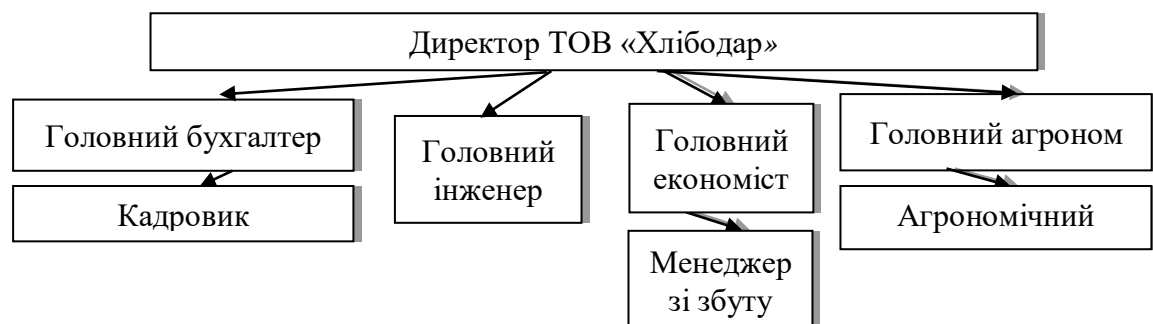 Директор ТОВ «Хлібодар»
Головний бухгалтер
Головний
інженер
Головний
економіст
Головний агроном
Кадровик
Агрономічний
Менеджер
зі збуту